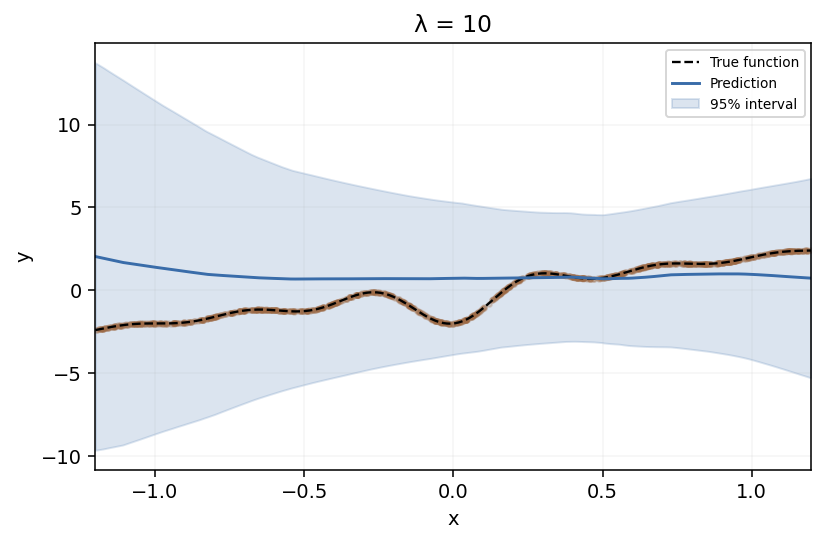 λ = 10
True function
Prediction
95% interval
10
5
0
−5
−10
y
−1.0 −0.5 0.0 0.5 1.0
x